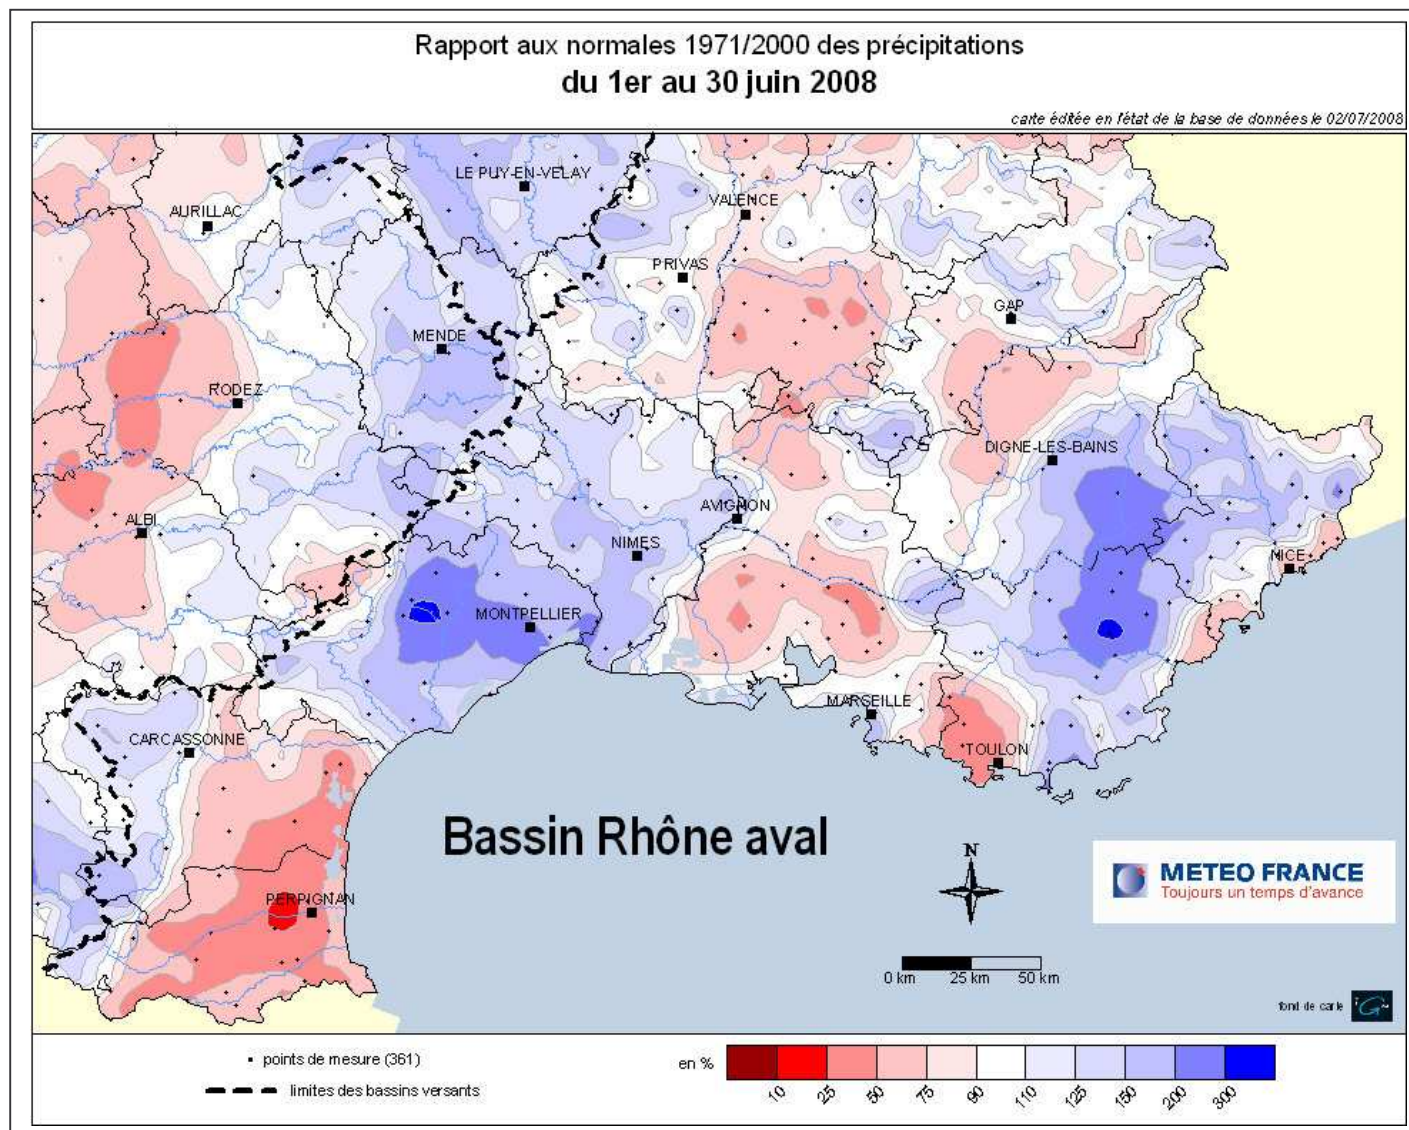 Rapport aux normales 1971/2000 des précipitations
du 1er au 30 juin 2008
carte éditée en l'état de la base de données le 02/07/2008
LE PUY-EN-VELAY
AURILLAC
VALENCE
PRIVAS
GAP
MENDE
RODEZ
DIGNE-LES-BAINS
AVIGNON
ALBI
NIMES
NICE
MONTPELLIER
MARSEILLE
CARCASSONNE
TOULON
Bassin Rhône aval
N
METEO FRANCE
Toujours un temps d'avance
PERPIGNAN
0 km 25 km 50 km
fond de carte
points de mesure (361)
en %
limites des bassins versants
10 25 50 75 90 110 125 150 200 300